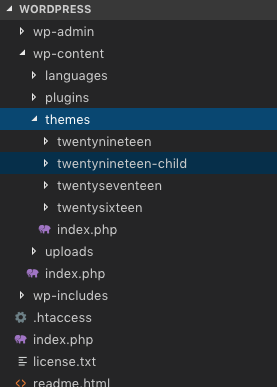 WORDPRESS
wp-admin
wp-content
languages
plugins
themes
twentynineteen
twentynineteen-child
twentyseventeen
twentysixteen
index.php
uploads
index.php
wp-includes
.htaccess
index.php
license.txt
readme.html